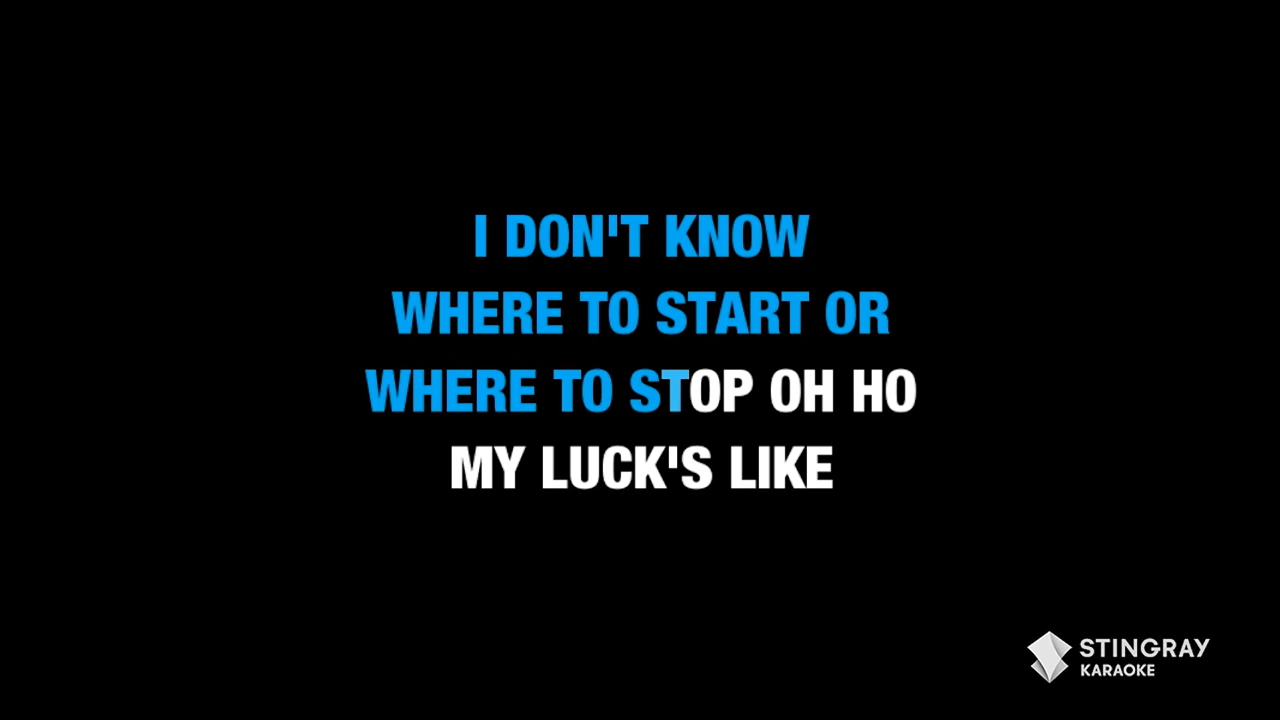 I DON'T KNOW
WHERE TO START OR
WHERE TO STOP OH HO
MY LUCK'S LIKE
STINGRAY
KARAOKE